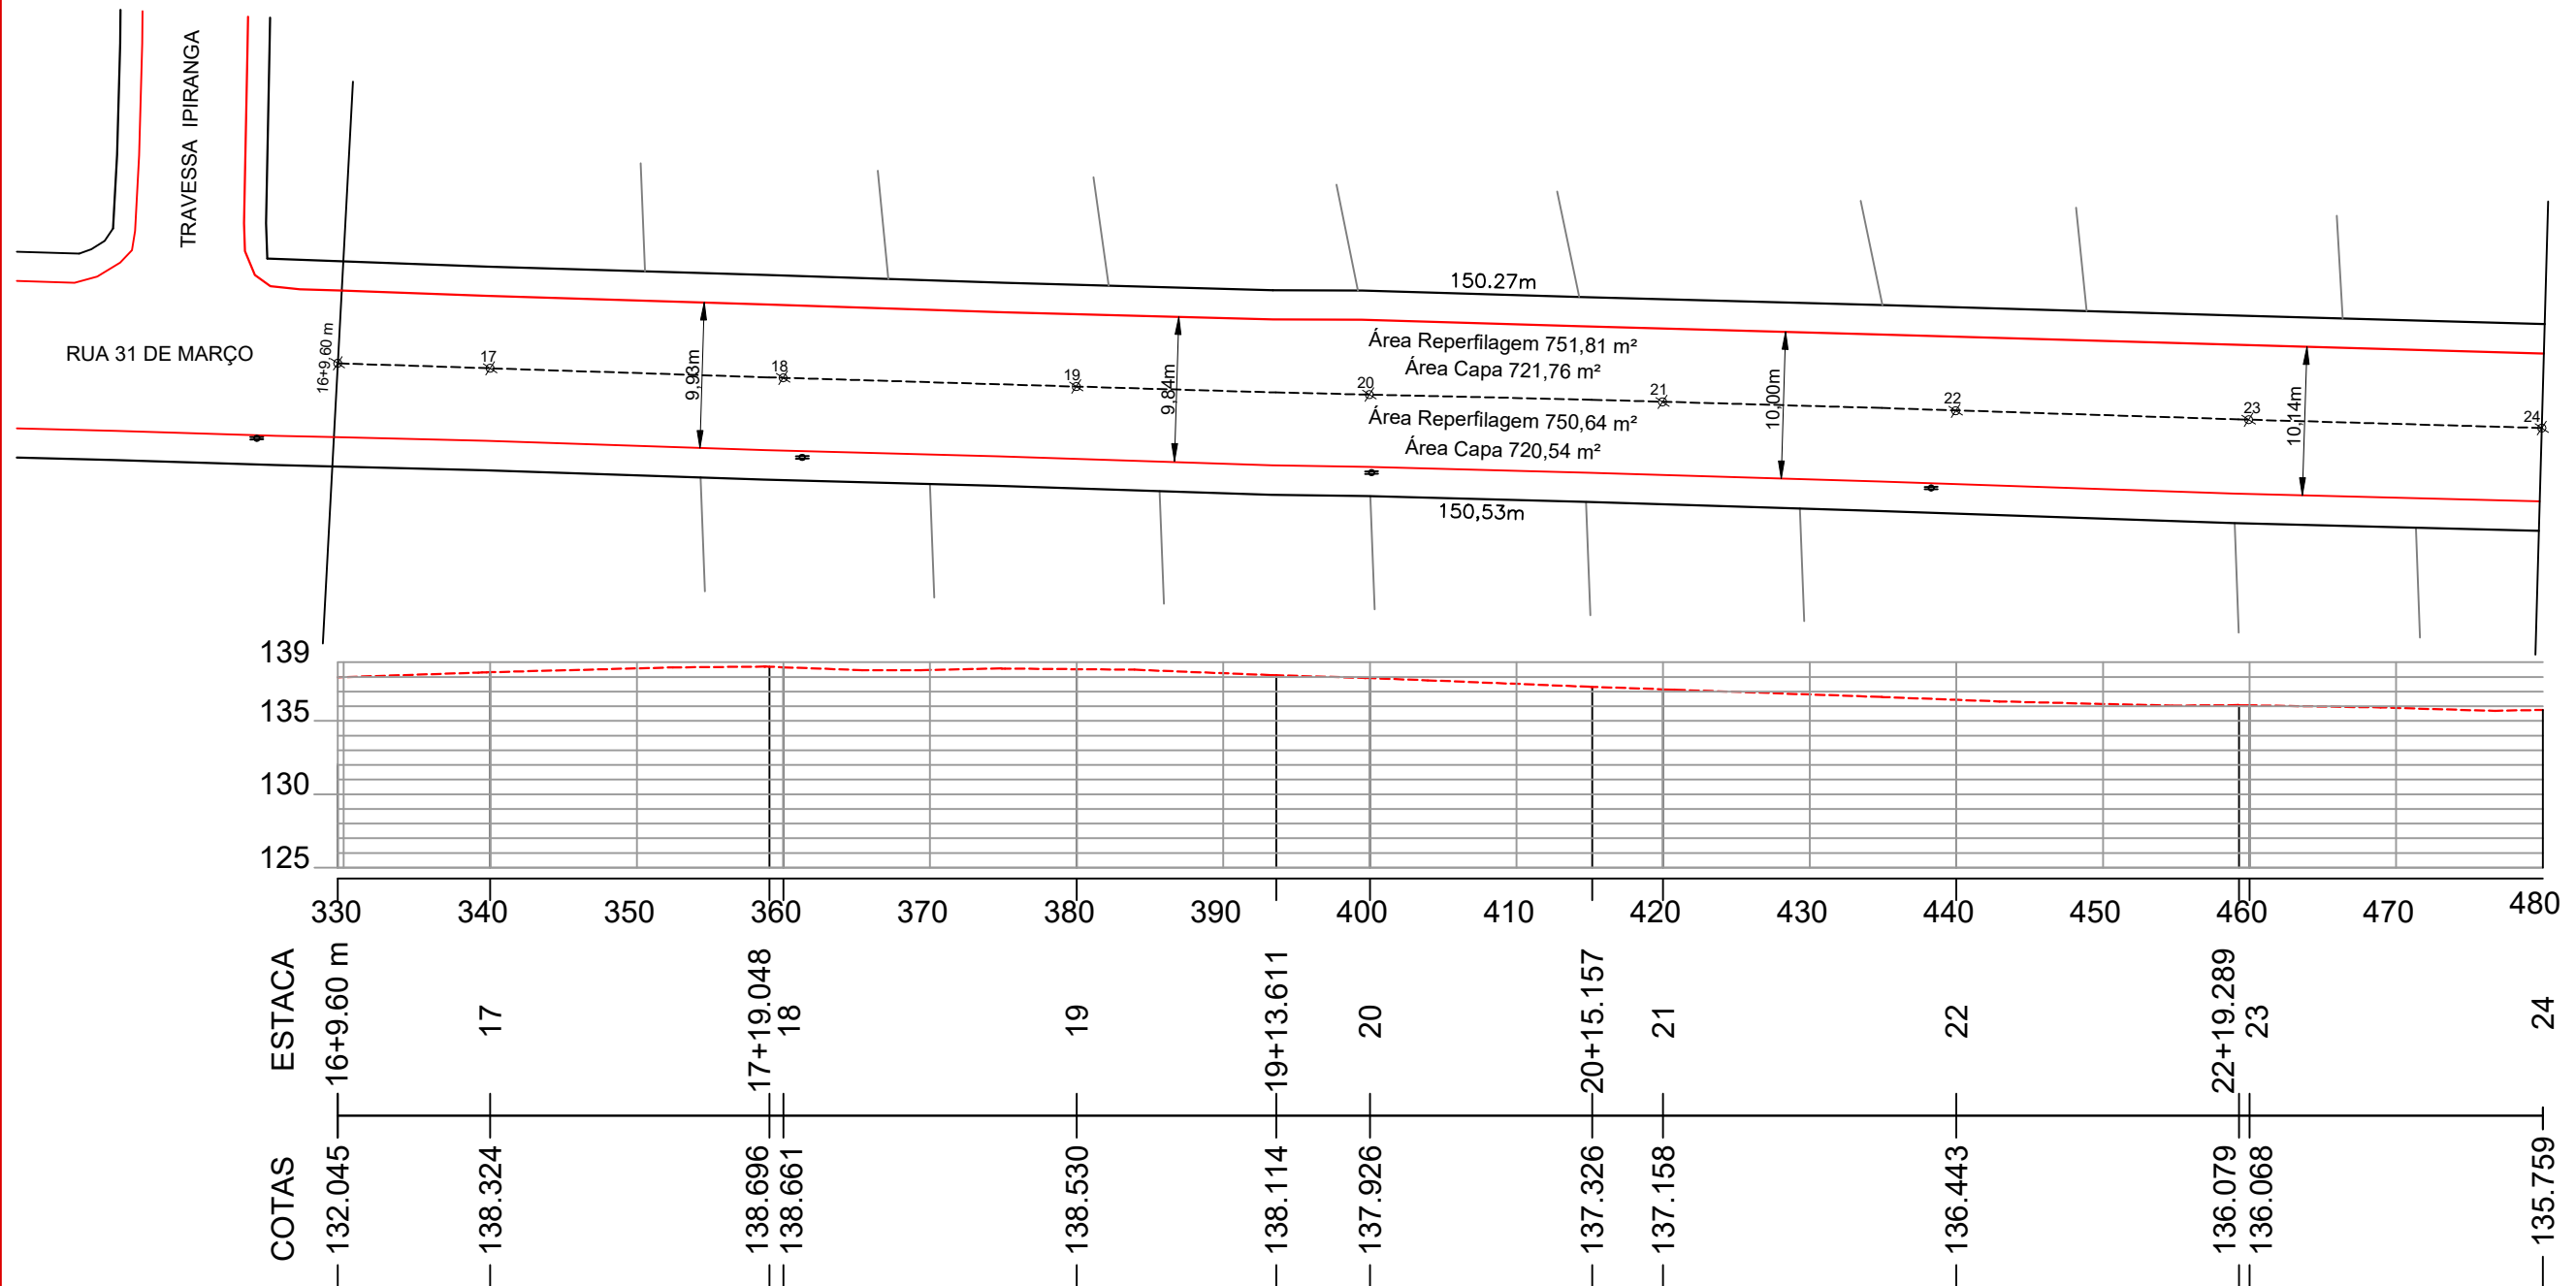 TRAVESSA IPIRANGA
150.27m
RUA 31 DE MARÇO
16+9.60 m
17
18
19
20
21
22
23
24
9,93m
9,84m
10,00m
10,14m
Área Reperfilagem 751,81 m²
Área Capa 721,76 m²
Área Reperfilagem 750,64 m²
Área Capa 720,54 m²
150,53m
139
135
130
125
330 340 350 360 370 380 390 400 410 420 430 440 450 460 470 480
ESTACA 16+9.60 m 17 17+19.048 18 19 19+13.611 20 20+15.157 21 22 22+19.289 23 24
COTAS 132.045 138.324 138.696 138.661 138.530 138.114 137.926 137.326 137.158 136.443 136.079 136.068 135.759